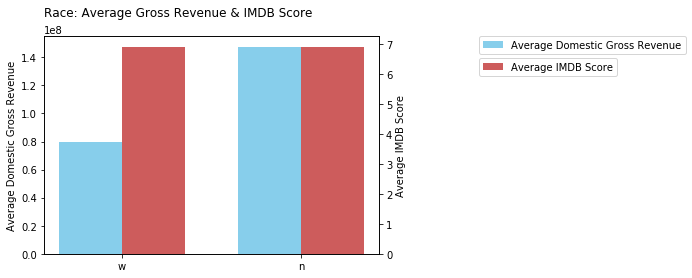 Race: Average Gross Revenue & IMDB Score
1e8
Average Domestic Gross Revenue
1.4
1.2
1.0
0.8
0.6
0.4
0.2
0.0
w
n
7
6
5
4
3
2
1
0
Average IMDB Score
Average Domestic Gross Revenue
Average IMDB Score